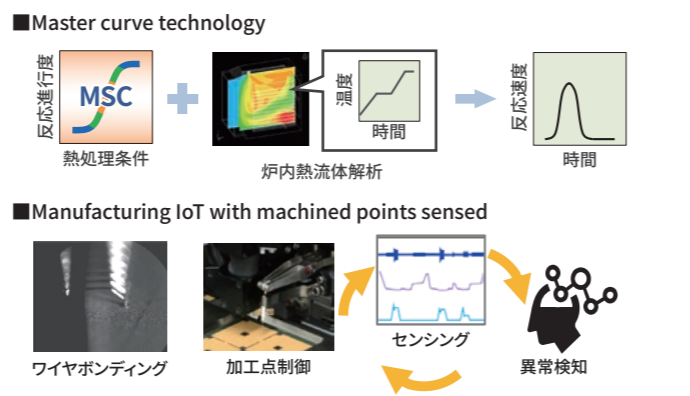 ■Master curve technology
反応進行度
MSC
熱処理条件
温度
時間
炉内熱流体解析
反応速度
時間
■Manufacturing IoT with machined points sensed
ワイヤボンディング
加工点制御
センシング
異常検知